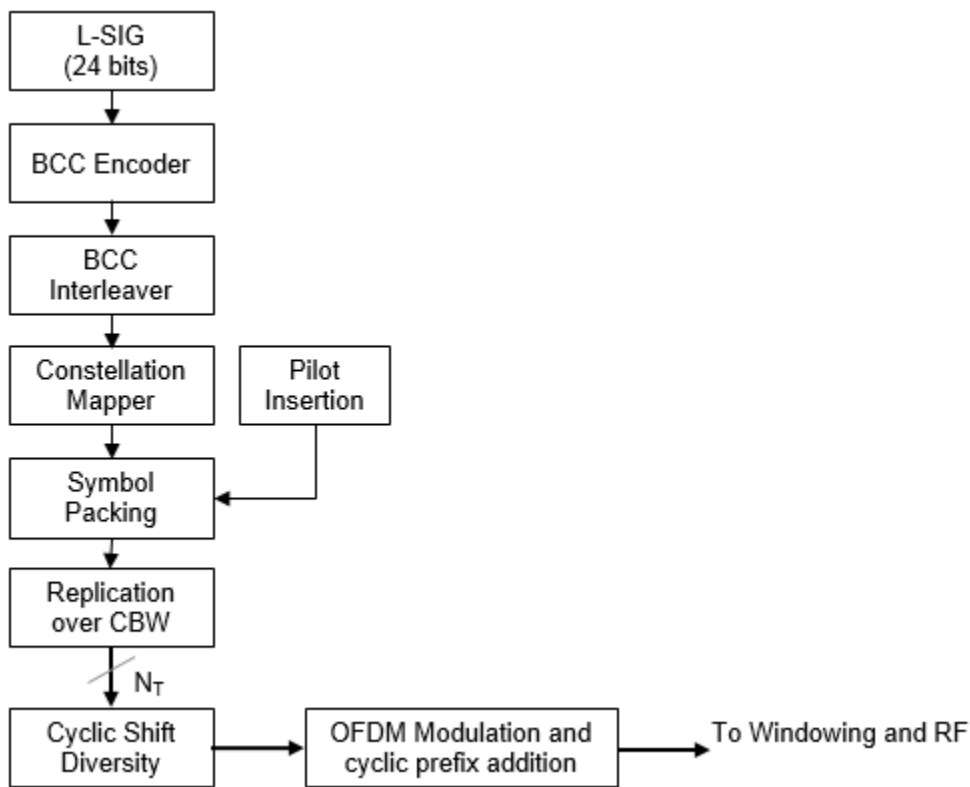 L-SIG
(24 bits)
BCC Encoder
BCC
Interleaver
Constellation
Mapper
Pilot
Insertion
Symbol
Packing
Replication
over CBW
N_T
Cyclic Shift
Diversity
OFDM Modulation and
cyclic prefix addition
To Windowing and RF